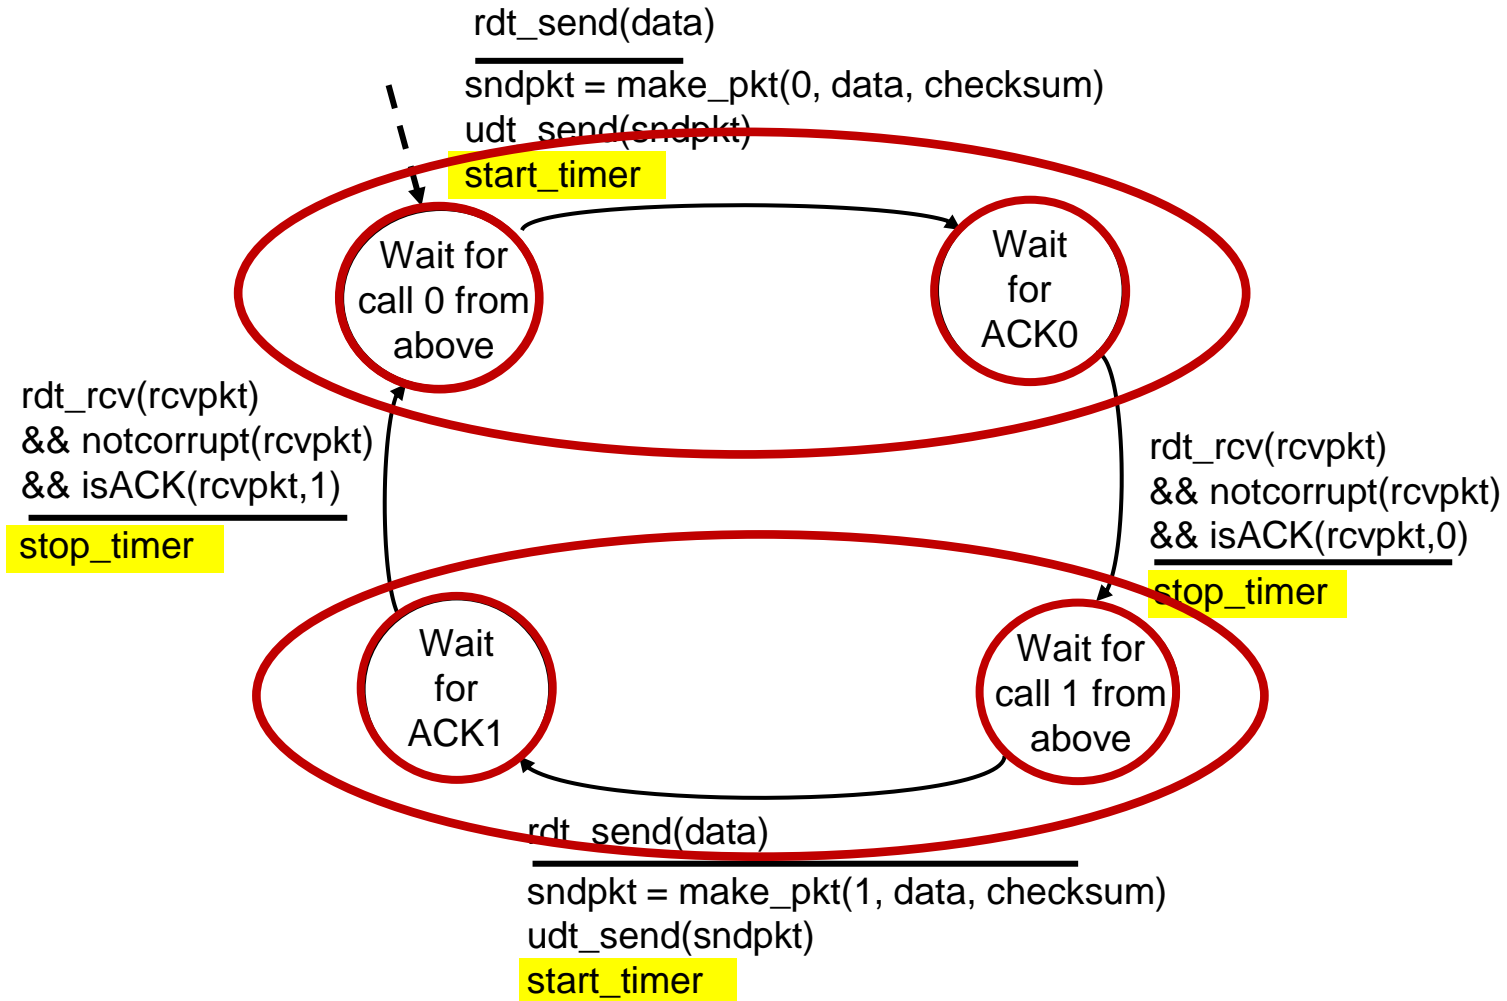 rdt_send(data)
sndpkt = make_pkt(0, data, checksum)
udt_send(sndpkt)
start_timer
Wait for
call 0 from
above
Wait
for
ACK0
rdt_rcv(rcvpkt)
&& notcorrupt(rcvpkt)
&& isACK(rcvpkt,1)
stop_timer
rdt_rcv(rcvpkt)
&& notcorrupt(rcvpkt)
&& isACK(rcvpkt,0)
stop_timer
Wait
for
ACK1
Wait for
call 1 from
above
rdt_send(data)
sndpkt = make_pkt(1, data, checksum)
udt_send(sndpkt)
start_timer